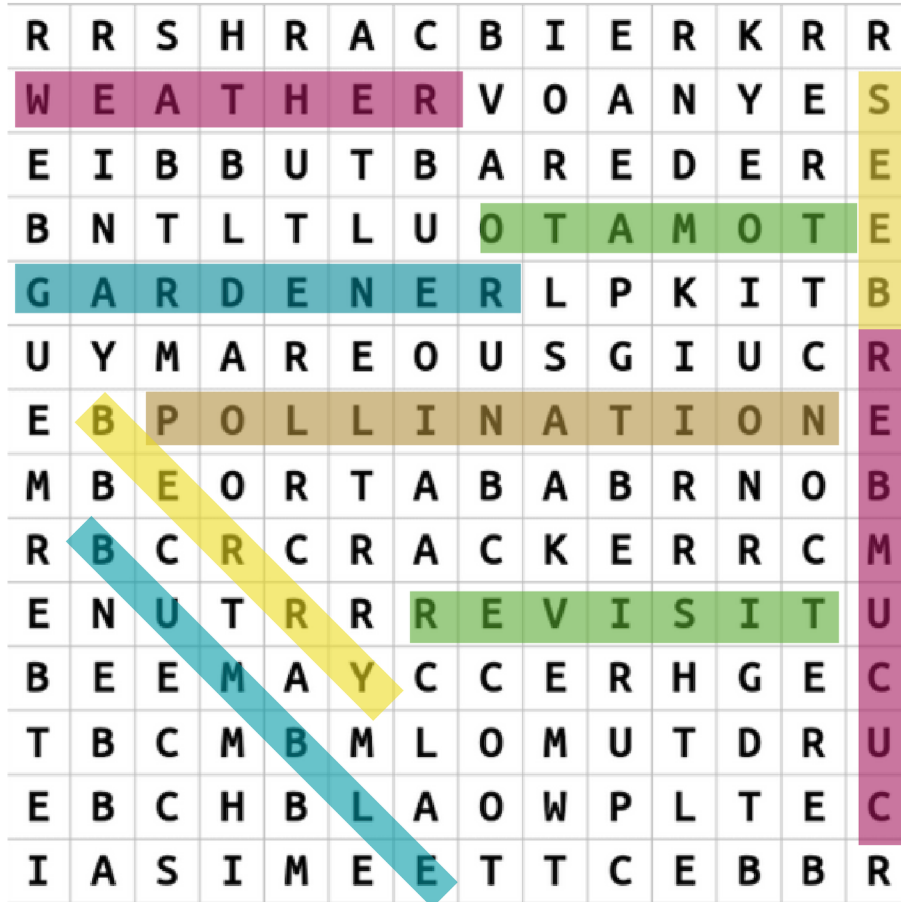 R R S H R A C B I E R K R R
W E A T H E R V O A N Y E S
E I B B U T B A R E D E R E
B N T L T L U O T A M O T E
G A R D E N E R L P K I T B
U Y M A R E O U S G I U C R
E B P O L L I N A T I O N E
M B E O R T A B A B R N O B
R B C R C R A C K E R R C M
E N U T R R R E V I S I T U
B E E M A Y C C E R H G E C
T B C M B M L O M U T D R U
E B C H B L A O W P L T E C
I A S I M E E T T C E B B R